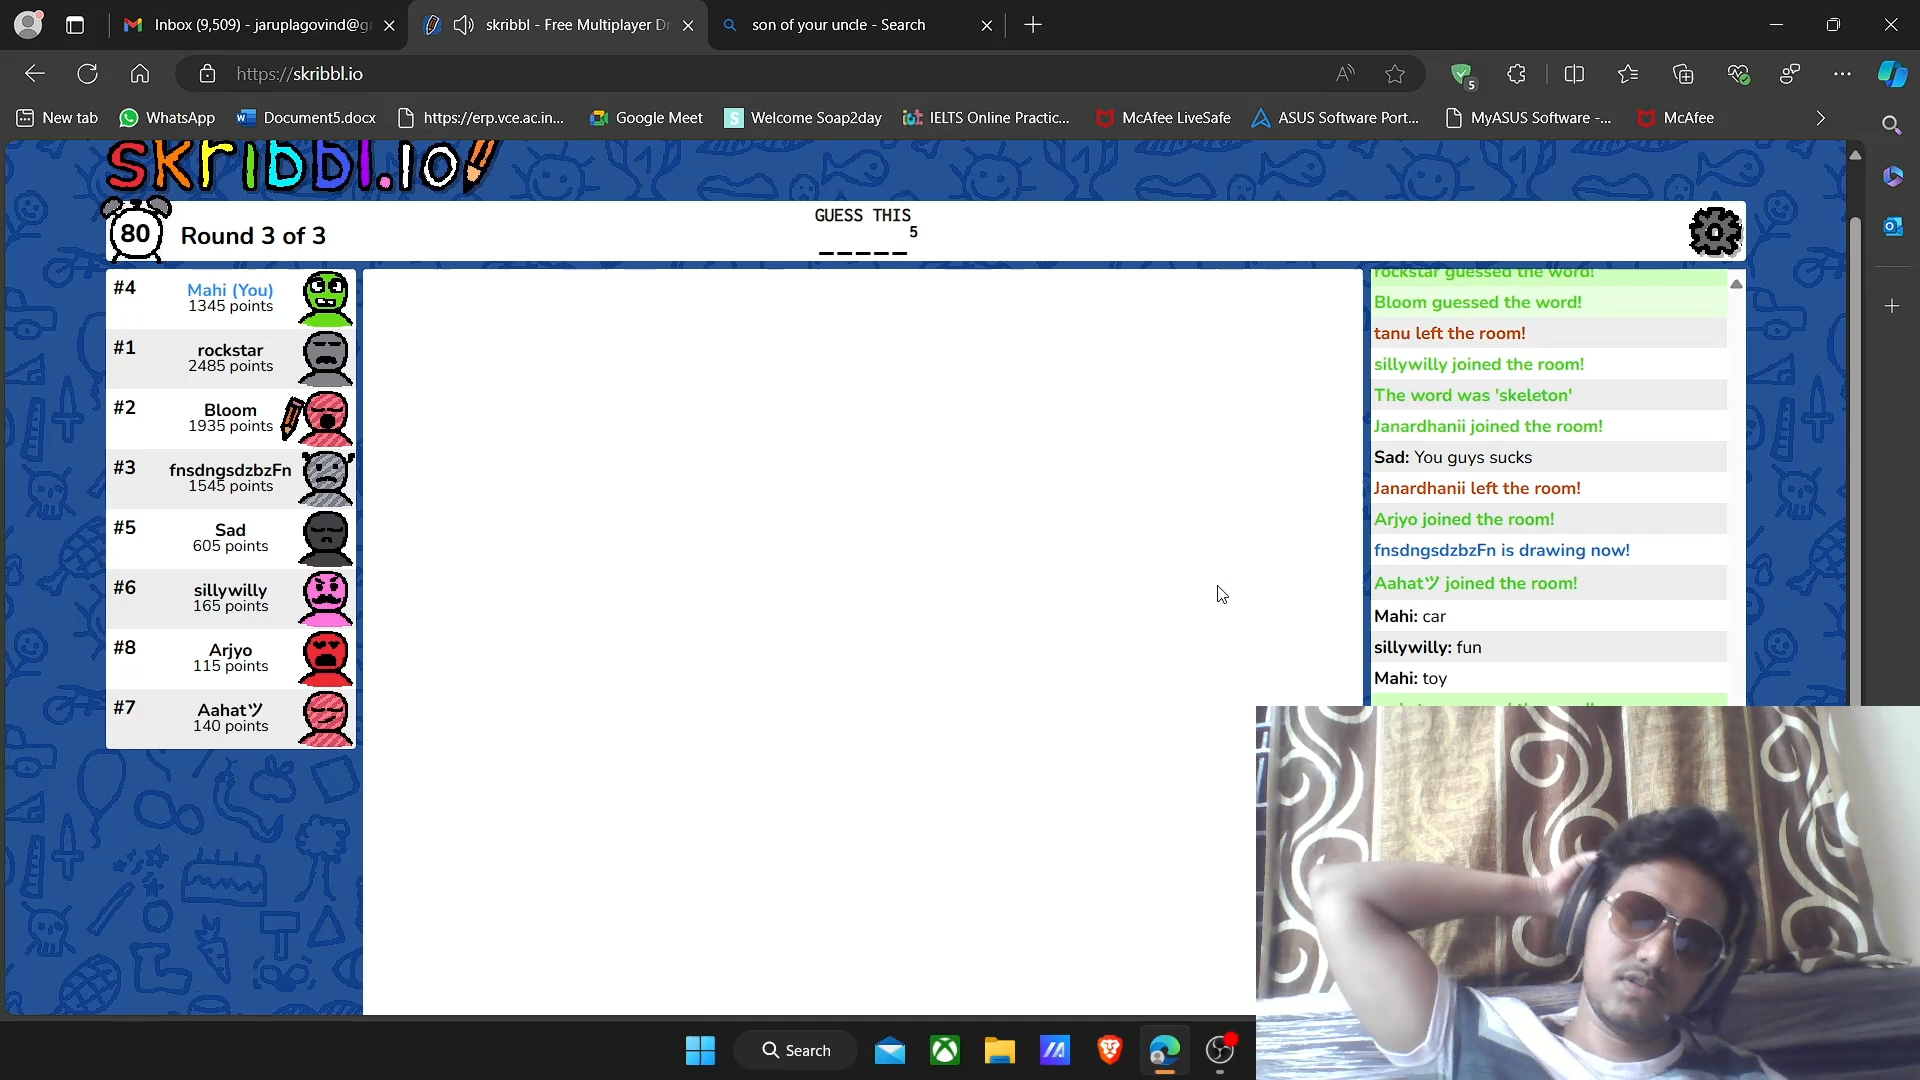 Inbox (9,509) - jaruplagovind@g
skribbl - Free Multiplayer Dr
son of your uncle - Search
https://skribbl.io
5
New tab
WhatsApp
Document5.docx
https://erp.vce.ac.in...
Google Meet
Welcome Soap2day
IELTS Online Practic...
McAfee LiveSafe
ASUS Software Port...
MyASUS Software -...
McAfee
skribbl.io
80
Round 3 of 3
GUESS THIS
5
_____
#4
Mahi (You)
1345 points
#1
rockstar
2485 points
#2
Bloom
1935 points
#3
fnsdngsdzbzFn
1545 points
#5
Sad
605 points
#6
sillywilly
165 points
#8
Arjyo
115 points
#7
Aahatツ
140 points
rockstar guessed the word!
Bloom guessed the word!
tanu left the room!
sillywilly joined the room!
The word was 'skeleton'
Janardhanii joined the room!
Sad: You guys sucks
Janardhanii left the room!
Arjyo joined the room!
fnsdngsdzbzFn is drawing now!
Aahatツ joined the room!
Mahi: car
sillywilly: fun
Mahi: toy
Search